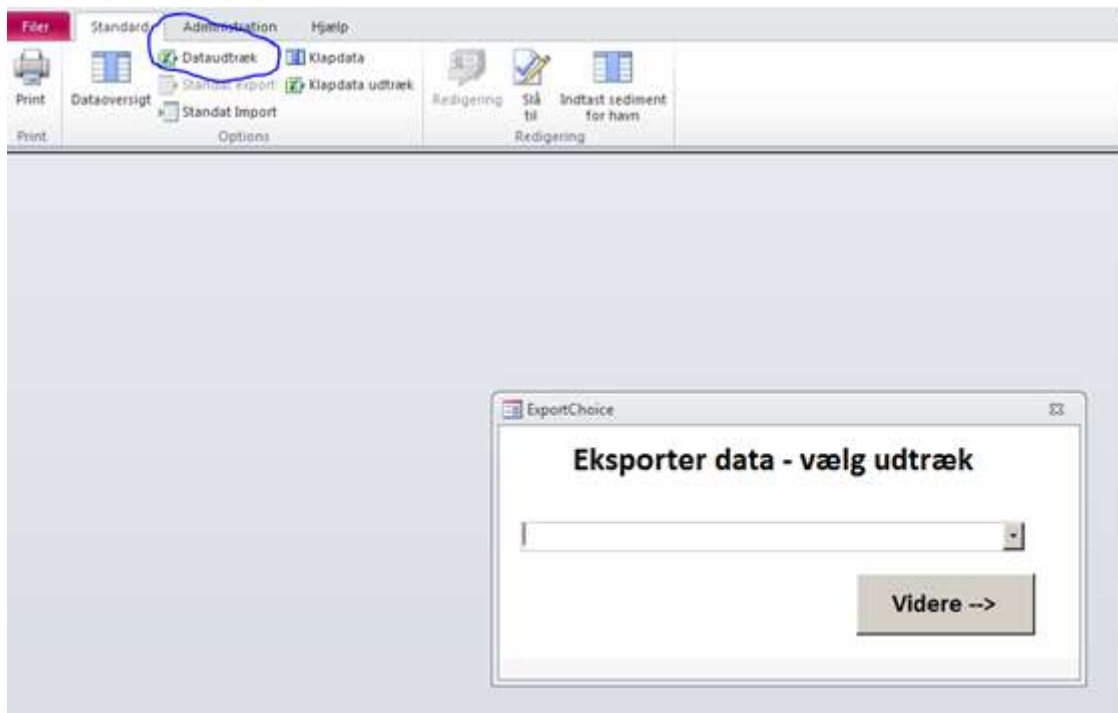 Filer Standard Administration Hjælp
Dataudtræk Klapdata
Standat export Klapdata udtræk
Print Dataoversigt Standat Import Redigering Slå til Indtast sediment for havn
Print Options Redigering
ExportChoice
Eksporter data - vælg udtræk
Videre -->